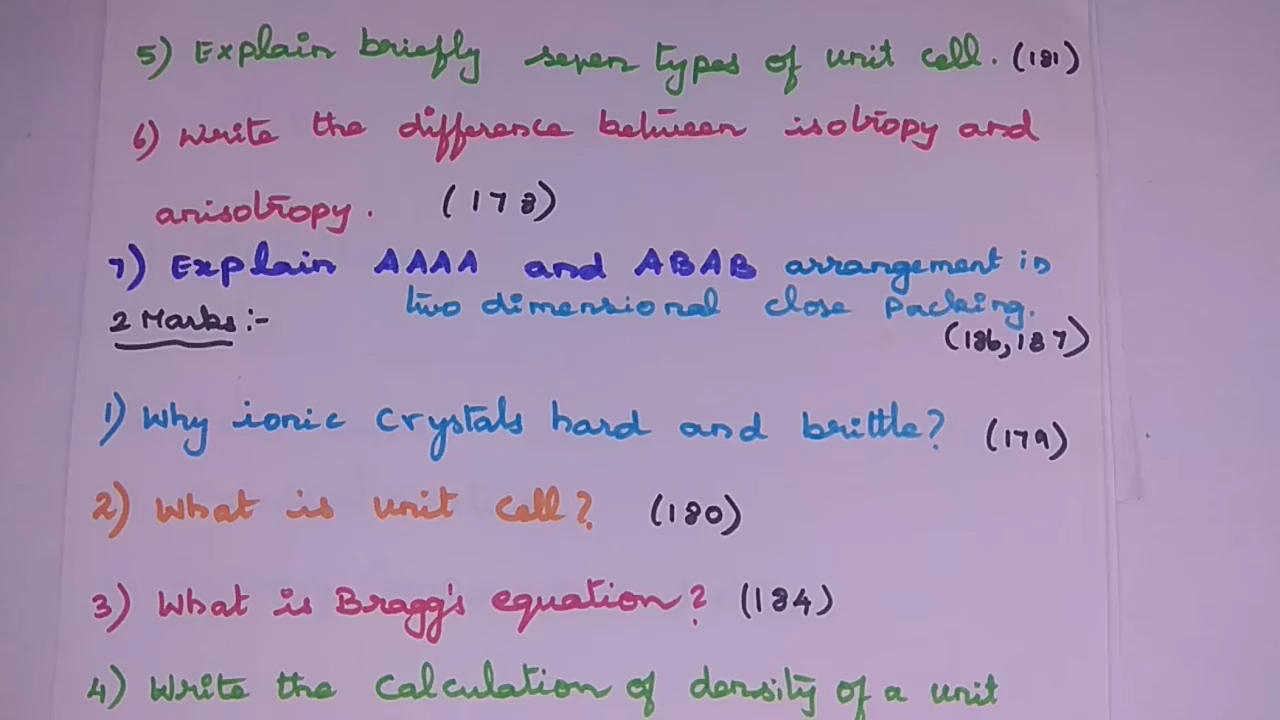 5) Explain briefly seven types of unit cell. (181)
6) Write the difference between isotropy and
anisotropy. (178)
7) Explain AAAA and ABAB arrangement in
two dimensional close packing.
(186,187)
2 Marks:-
1) Why ionic crystals hard and brittle? (179)
2) What is unit cell? (180)
3) What is Bragg's equation? (184)
4) Write the calculation of density of a unit